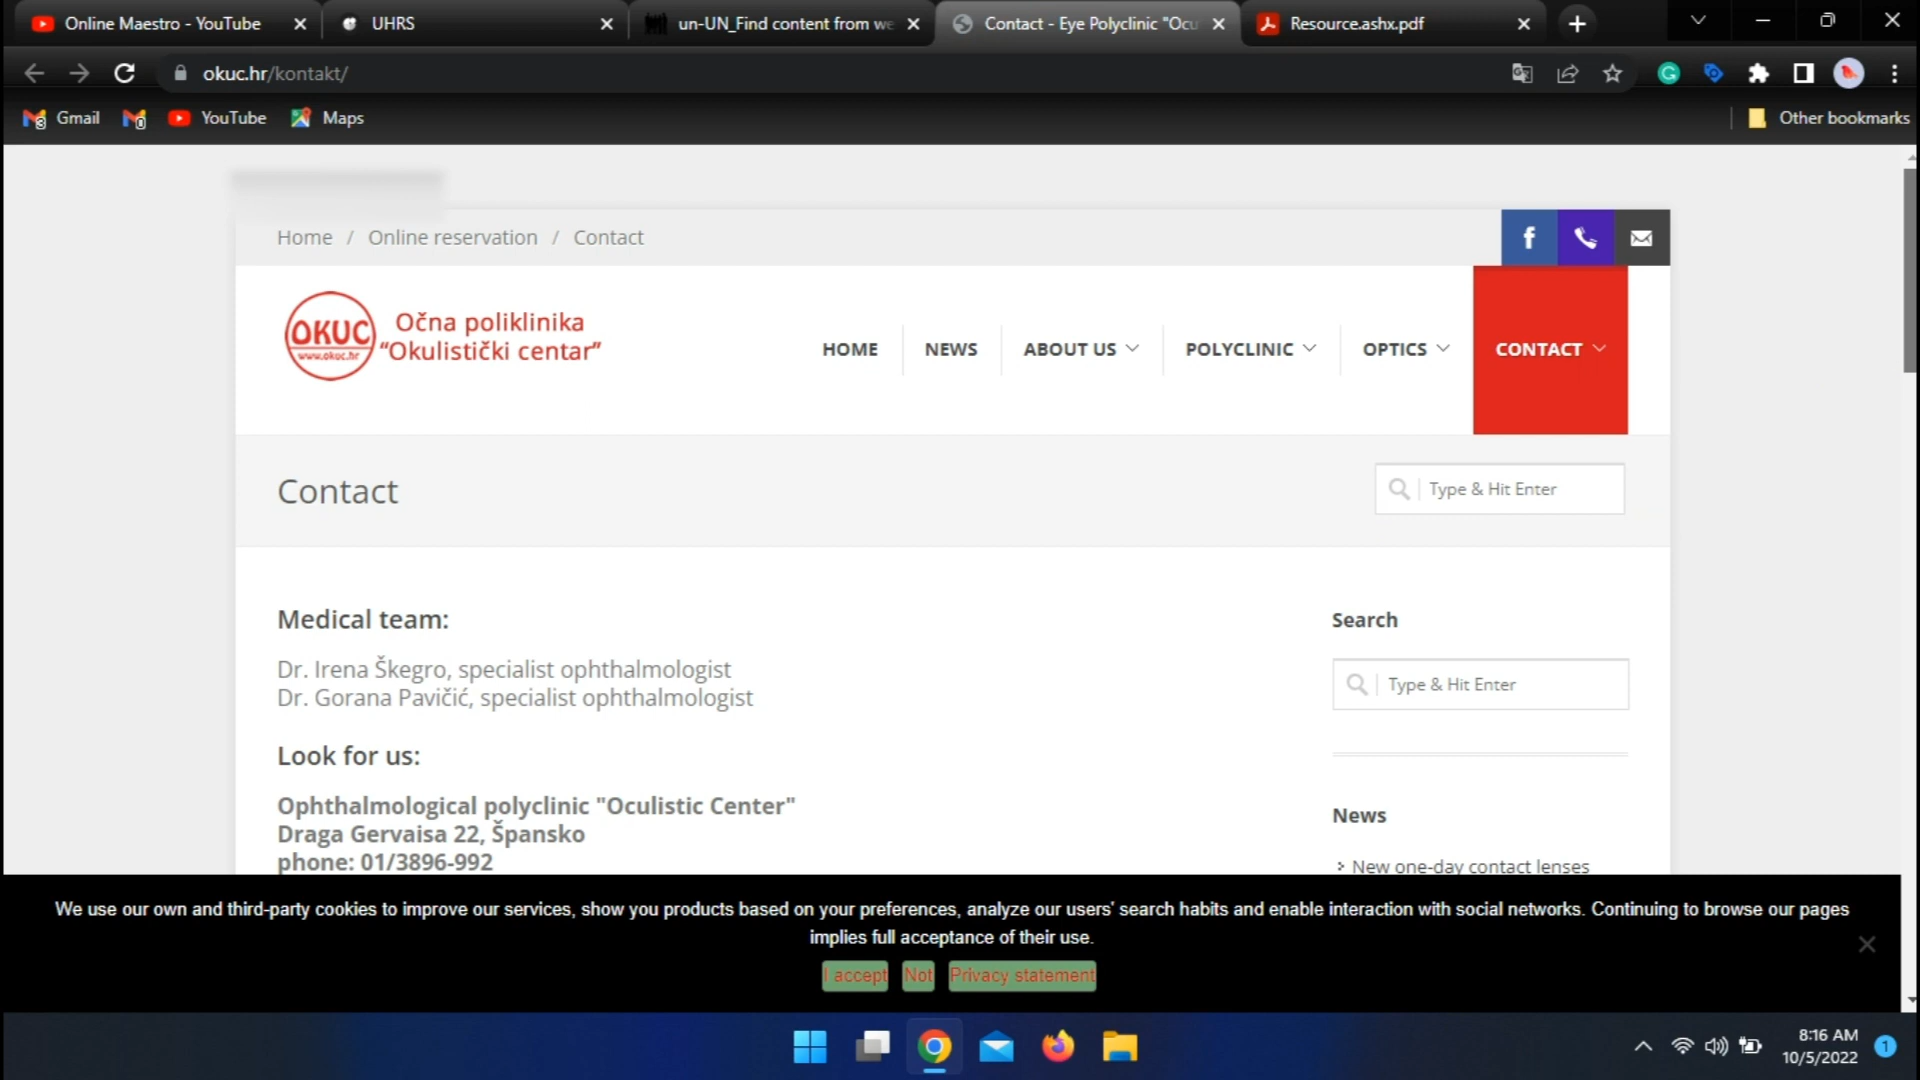 Online Maestro - YouTube
UHRS
un-UN_Find content from we
Contact - Eye Polyclinic "Ocu
Resource.ashx.pdf
okuc.hr/kontakt/
Gmail
YouTube
Maps
Other bookmarks
Home / Online reservation / Contact
OKUC
www.okuc.hr
Očna poliklinika
“Okulistički centar”
HOME
NEWS
ABOUT US
POLYCLINIC
OPTICS
CONTACT
Contact
Type & Hit Enter
Medical team:
Dr. Irena Škegro, specialist ophthalmologist
Dr. Gorana Pavičić, specialist ophthalmologist
Look for us:
Ophthalmological polyclinic "Oculistic Center"
Draga Gervaisa 22, Špansko
phone: 01/3896-992
Search
Type & Hit Enter
News
New one-day contact lenses
We use our own and third-party cookies to improve our services, show you products based on your preferences, analyze our users' search habits and enable interaction with social networks. Continuing to browse our pages
implies full acceptance of their use.
I accept
Not
Privacy statement
8:16 AM
10/5/2022
1